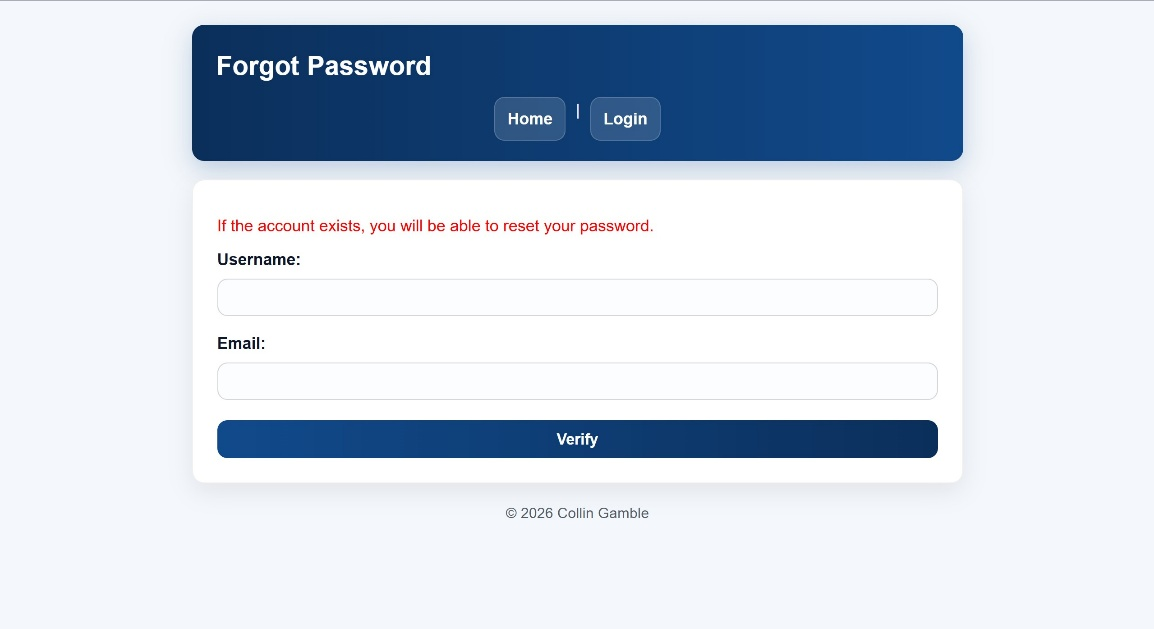 Forgot Password
Home | Login
If the account exists, you will be able to reset your password.
Username:
Email:
Verify
© 2026 Collin Gamble